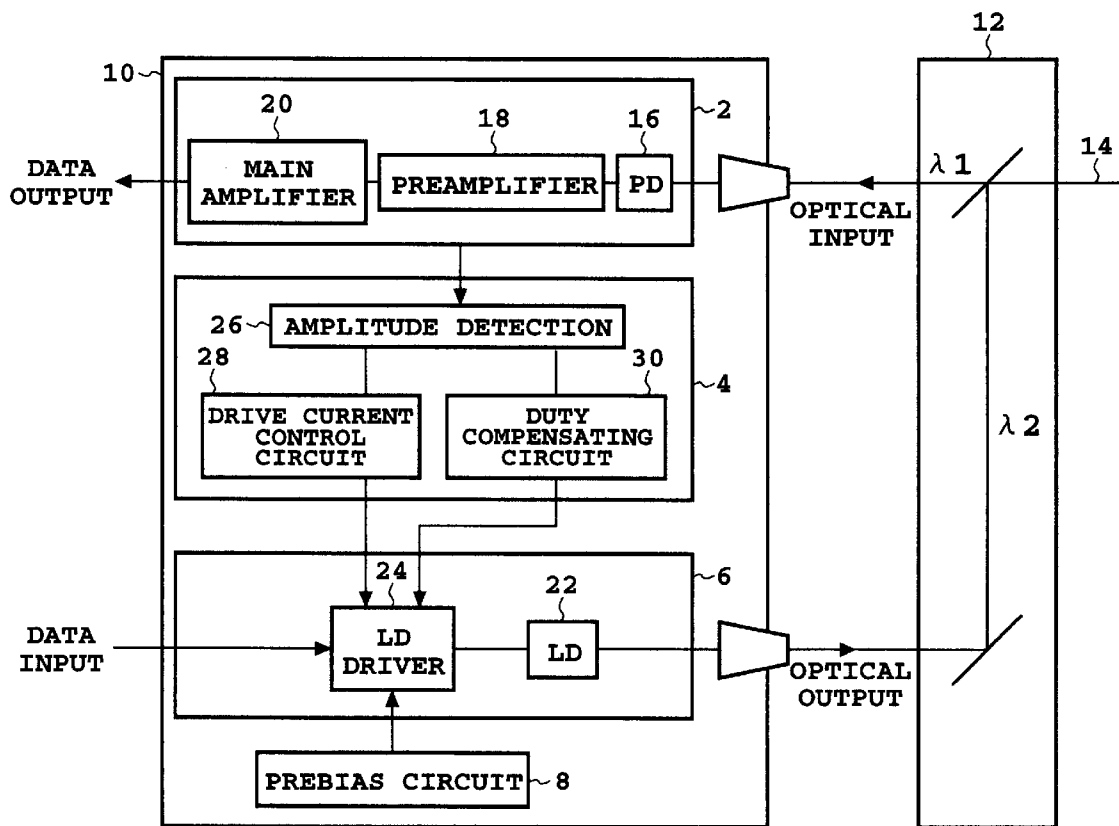 12
10
20
18
16
2
14
DATA
OUTPUT
MAIN
AMPLIFIER
PREAMPLIFIER
PD
λ1
OPTICAL
INPUT
26
AMPLITUDE DETECTION
28
30
4
DRIVE CURRENT
CONTROL
CIRCUIT
DUTY
COMPENSATING
CIRCUIT
λ2
24
22
6
DATA
INPUT
LD
DRIVER
LD
OPTICAL
OUTPUT
PREBIAS CIRCUIT
8